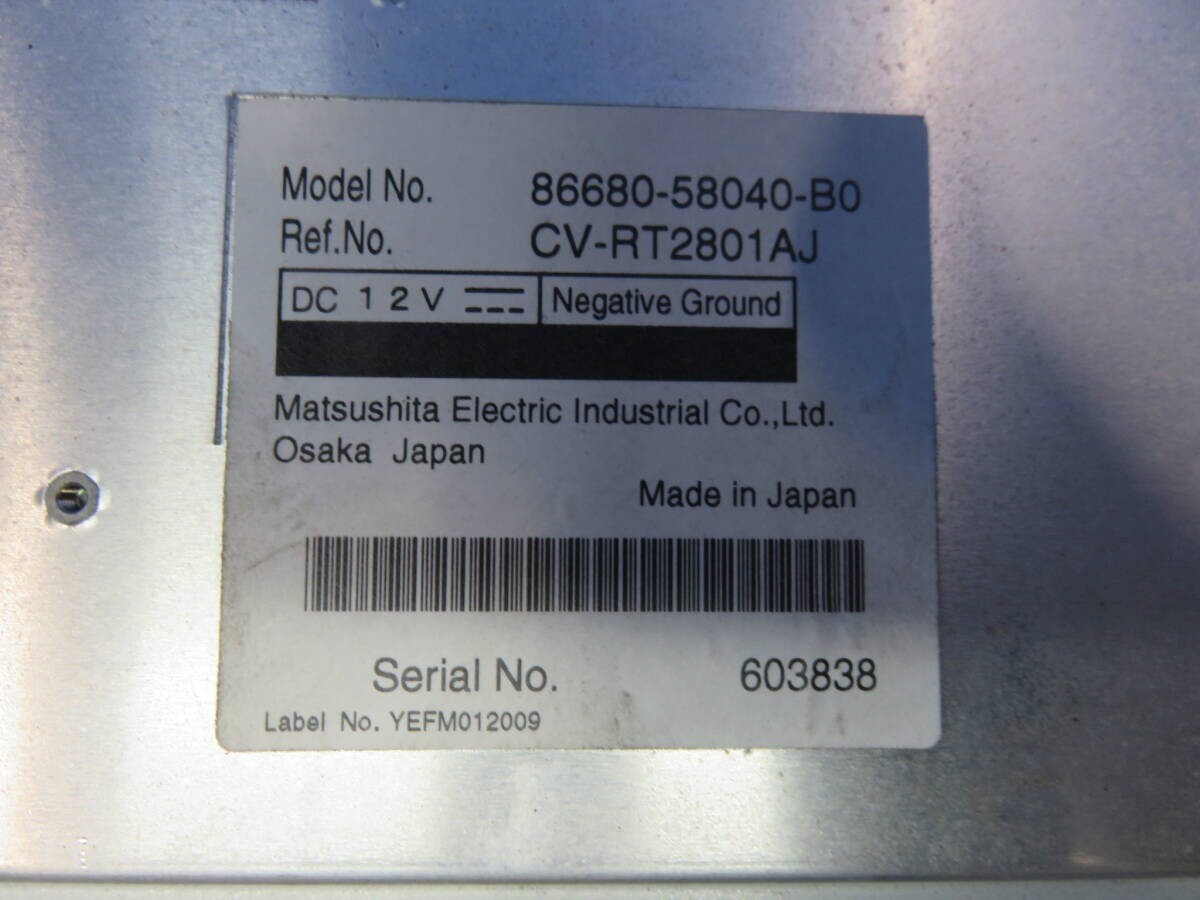 Model No. 86680-58040-B0
Ref.No. CV-RT2801AJ
DC 12V Negative Ground
Matsushita Electric Industrial Co.,Ltd.
Osaka Japan
Made in Japan
Serial No. 603838
Label No. YEFM012009